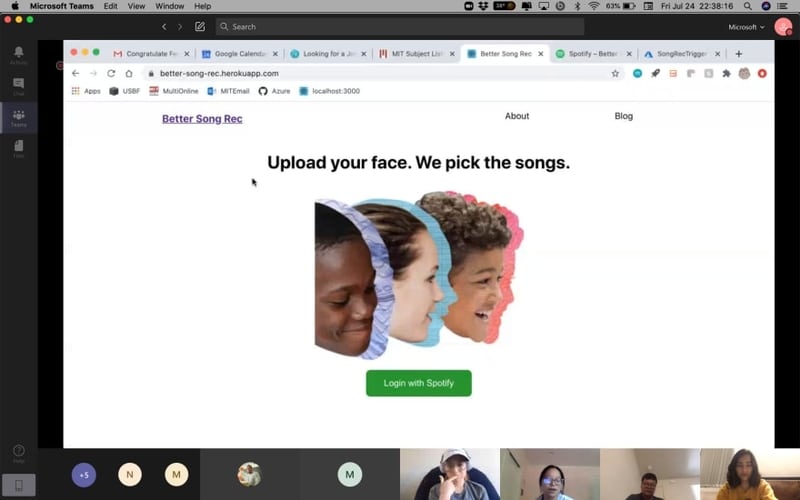 Microsoft Teams Edit View Window Help 38° 63% Fri Jul 24 22:38:16
Search Microsoft
Congratulate Fe Google Calenda Looking for a Jo MIT Subject List Better Song Rec Spotify – Better SongRecTrigger
better-song-rec.herokuapp.com
Apps USBF MultiOnline MITEmail Azure localhost:3000
Activity
Chat
Teams
Files
Better Song Rec About Blog
Upload your face. We pick the songs.
Login with Spotify
Help
+5 N M M